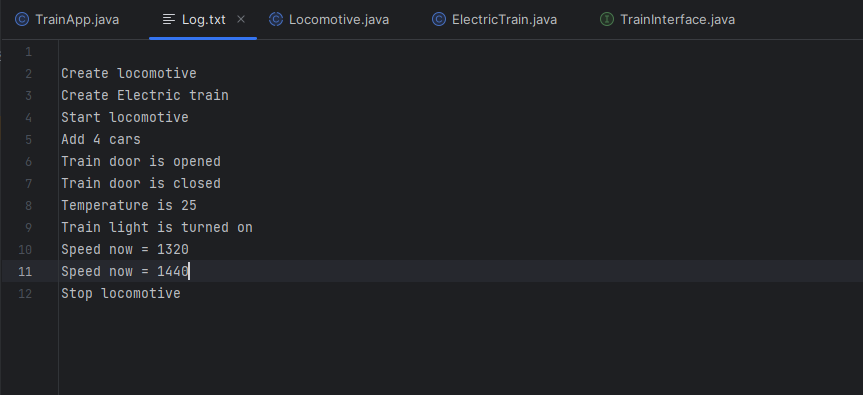 TrainApp.java Log.txt Locomotive.java ElectricTrain.java TrainInterface.java
1
2 Create locomotive
3 Create Electric train
4 Start locomotive
5 Add 4 cars
6 Train door is opened
7 Train door is closed
8 Temperature is 25
9 Train light is turned on
10 Speed now = 1320
11 Speed now = 1440
12 Stop locomotive